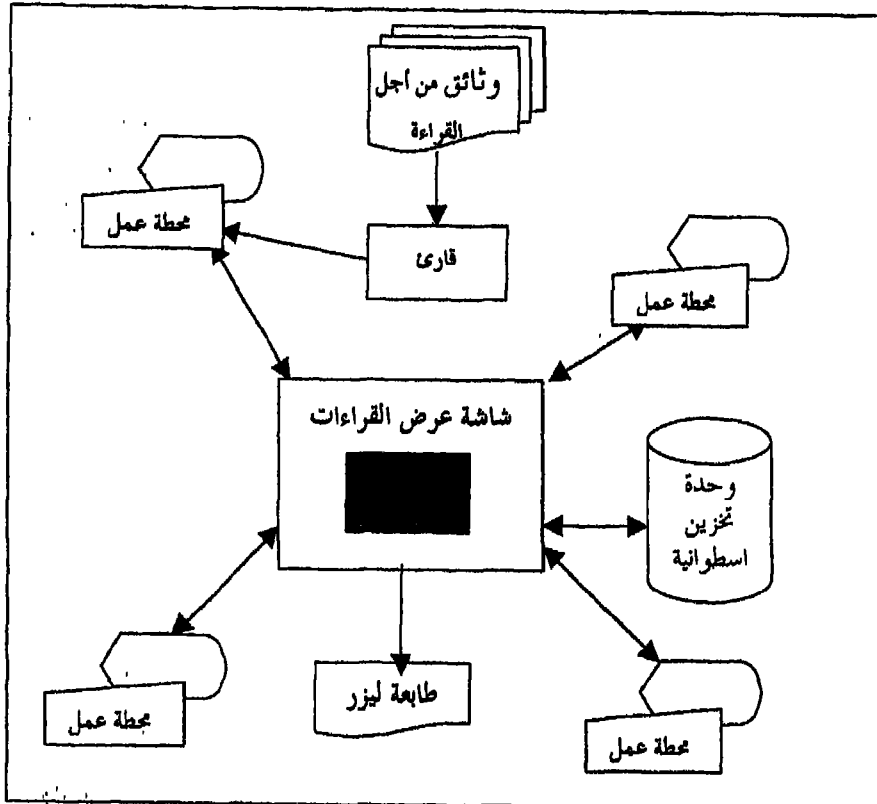 وثائق من أجل
القراءة
محطة عمل
قارئ
محطة عمل
شاشة عرض القراءات
وحدة
تخزين
اسطوانية
محطة عمل
طابعة ليزر
محطة عمل